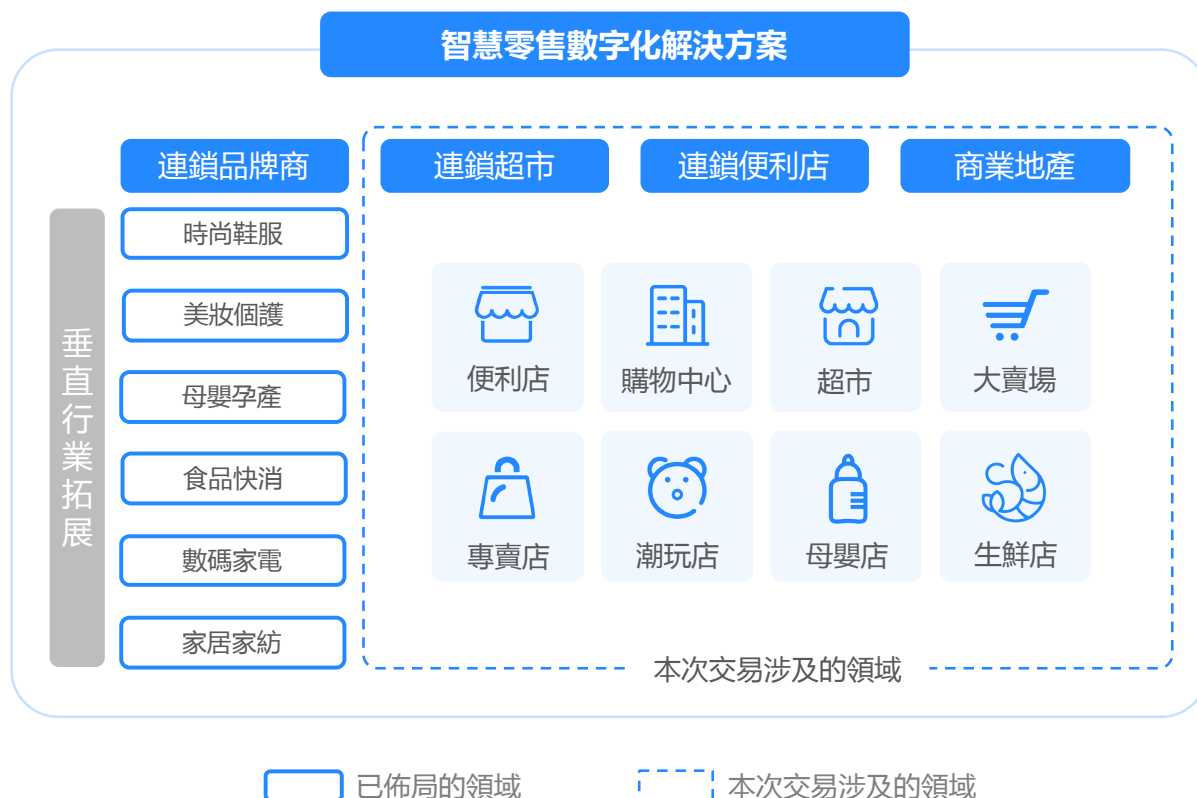 智慧零售數字化解決方案
連鎖品牌商
連鎖超市
連鎖便利店
商業地產
垂直行業拓展
時尚鞋服
美妝個護
母嬰孕產
食品快消
數碼家電
家居家紡
便利店
購物中心
超市
大賣場
專賣店
潮玩店
母嬰店
生鮮店
本次交易涉及的領域
已佈局的領域
本次交易涉及的領域